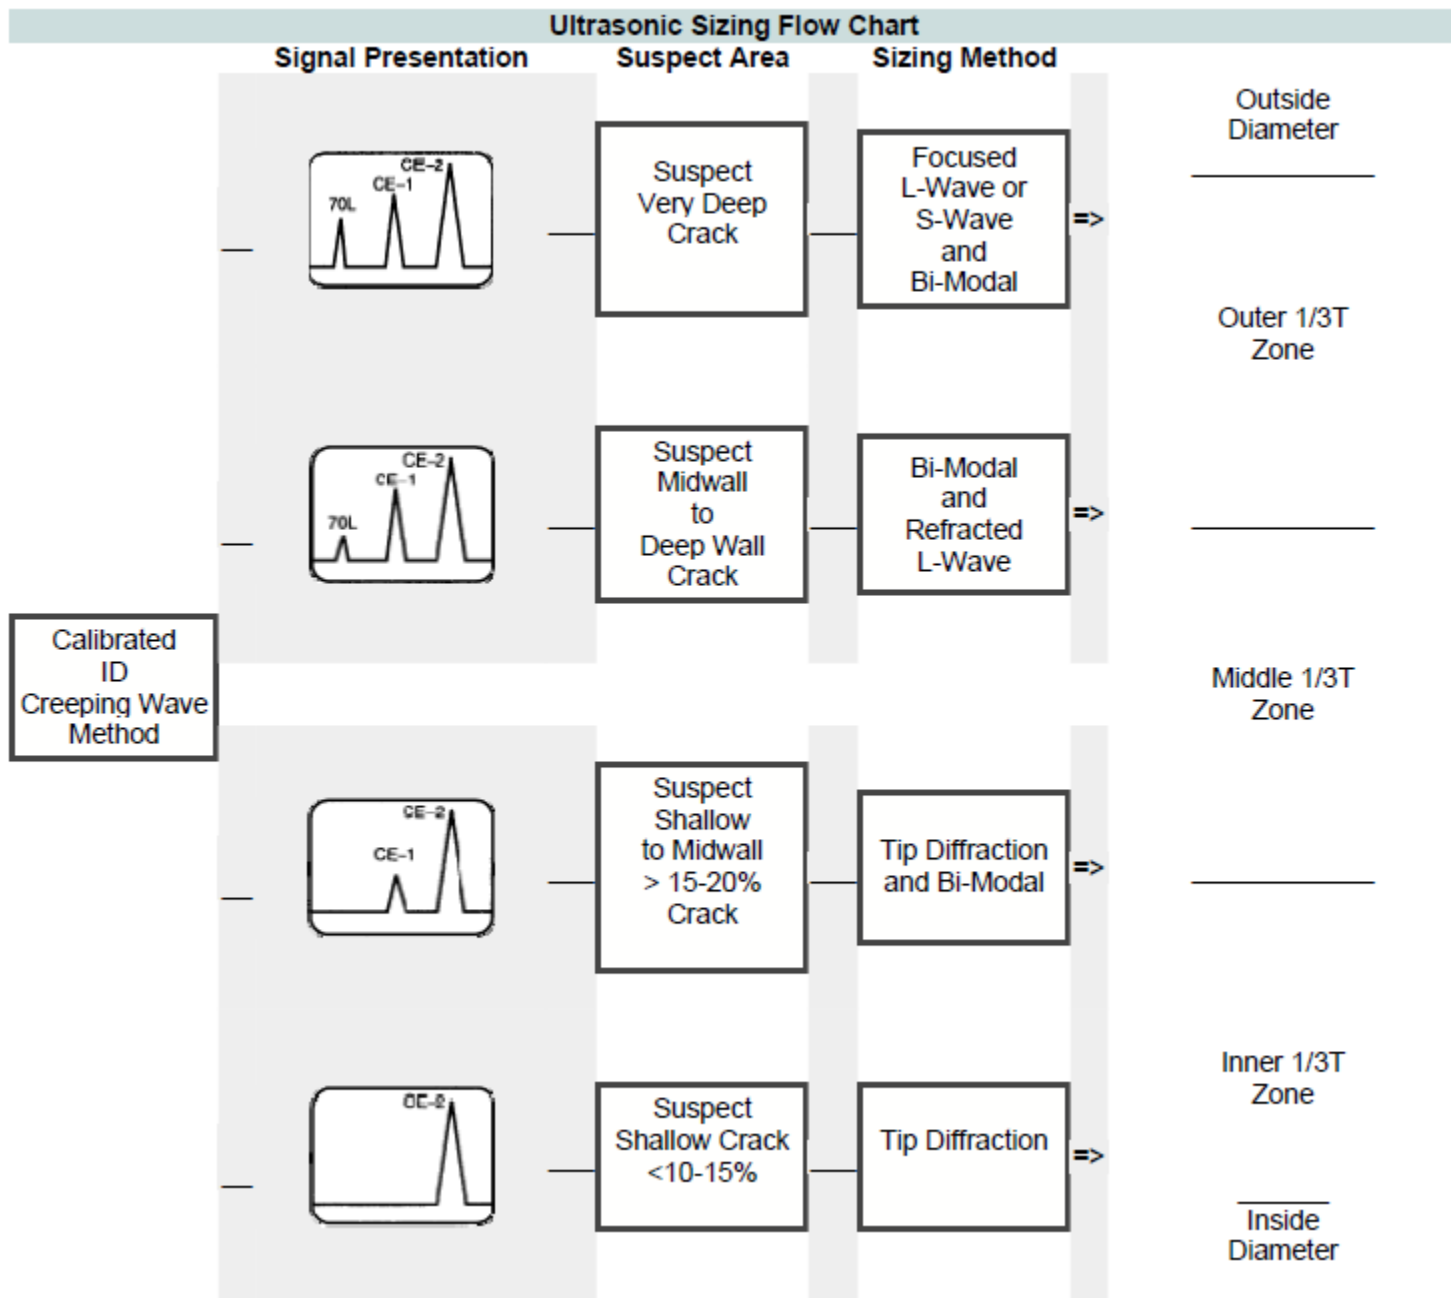 Ultrasonic Sizing Flow Chart
Signal Presentation
Suspect Area
Sizing Method
Outside
Diameter
70L
CE-1
CE-2
Suspect
Very Deep
Crack
Focused
L-Wave or
S-Wave
and
Bi-Modal
=>
Outer 1/3T
Zone
70L
CE-1
CE-2
Suspect
Midwall
to
Deep Wall
Crack
Bi-Modal
and
Refracted
L-Wave
=>
Calibrated
ID
Creeping Wave
Method
Middle 1/3T
Zone
CE-1
CE-2
Suspect
Shallow
to Midwall
> 15-20%
Crack
Tip Diffraction
and Bi-Modal
=>
Inner 1/3T
Zone
CE-2
Suspect
Shallow Crack
<10-15%
Tip Diffraction
=>
Inside
Diameter